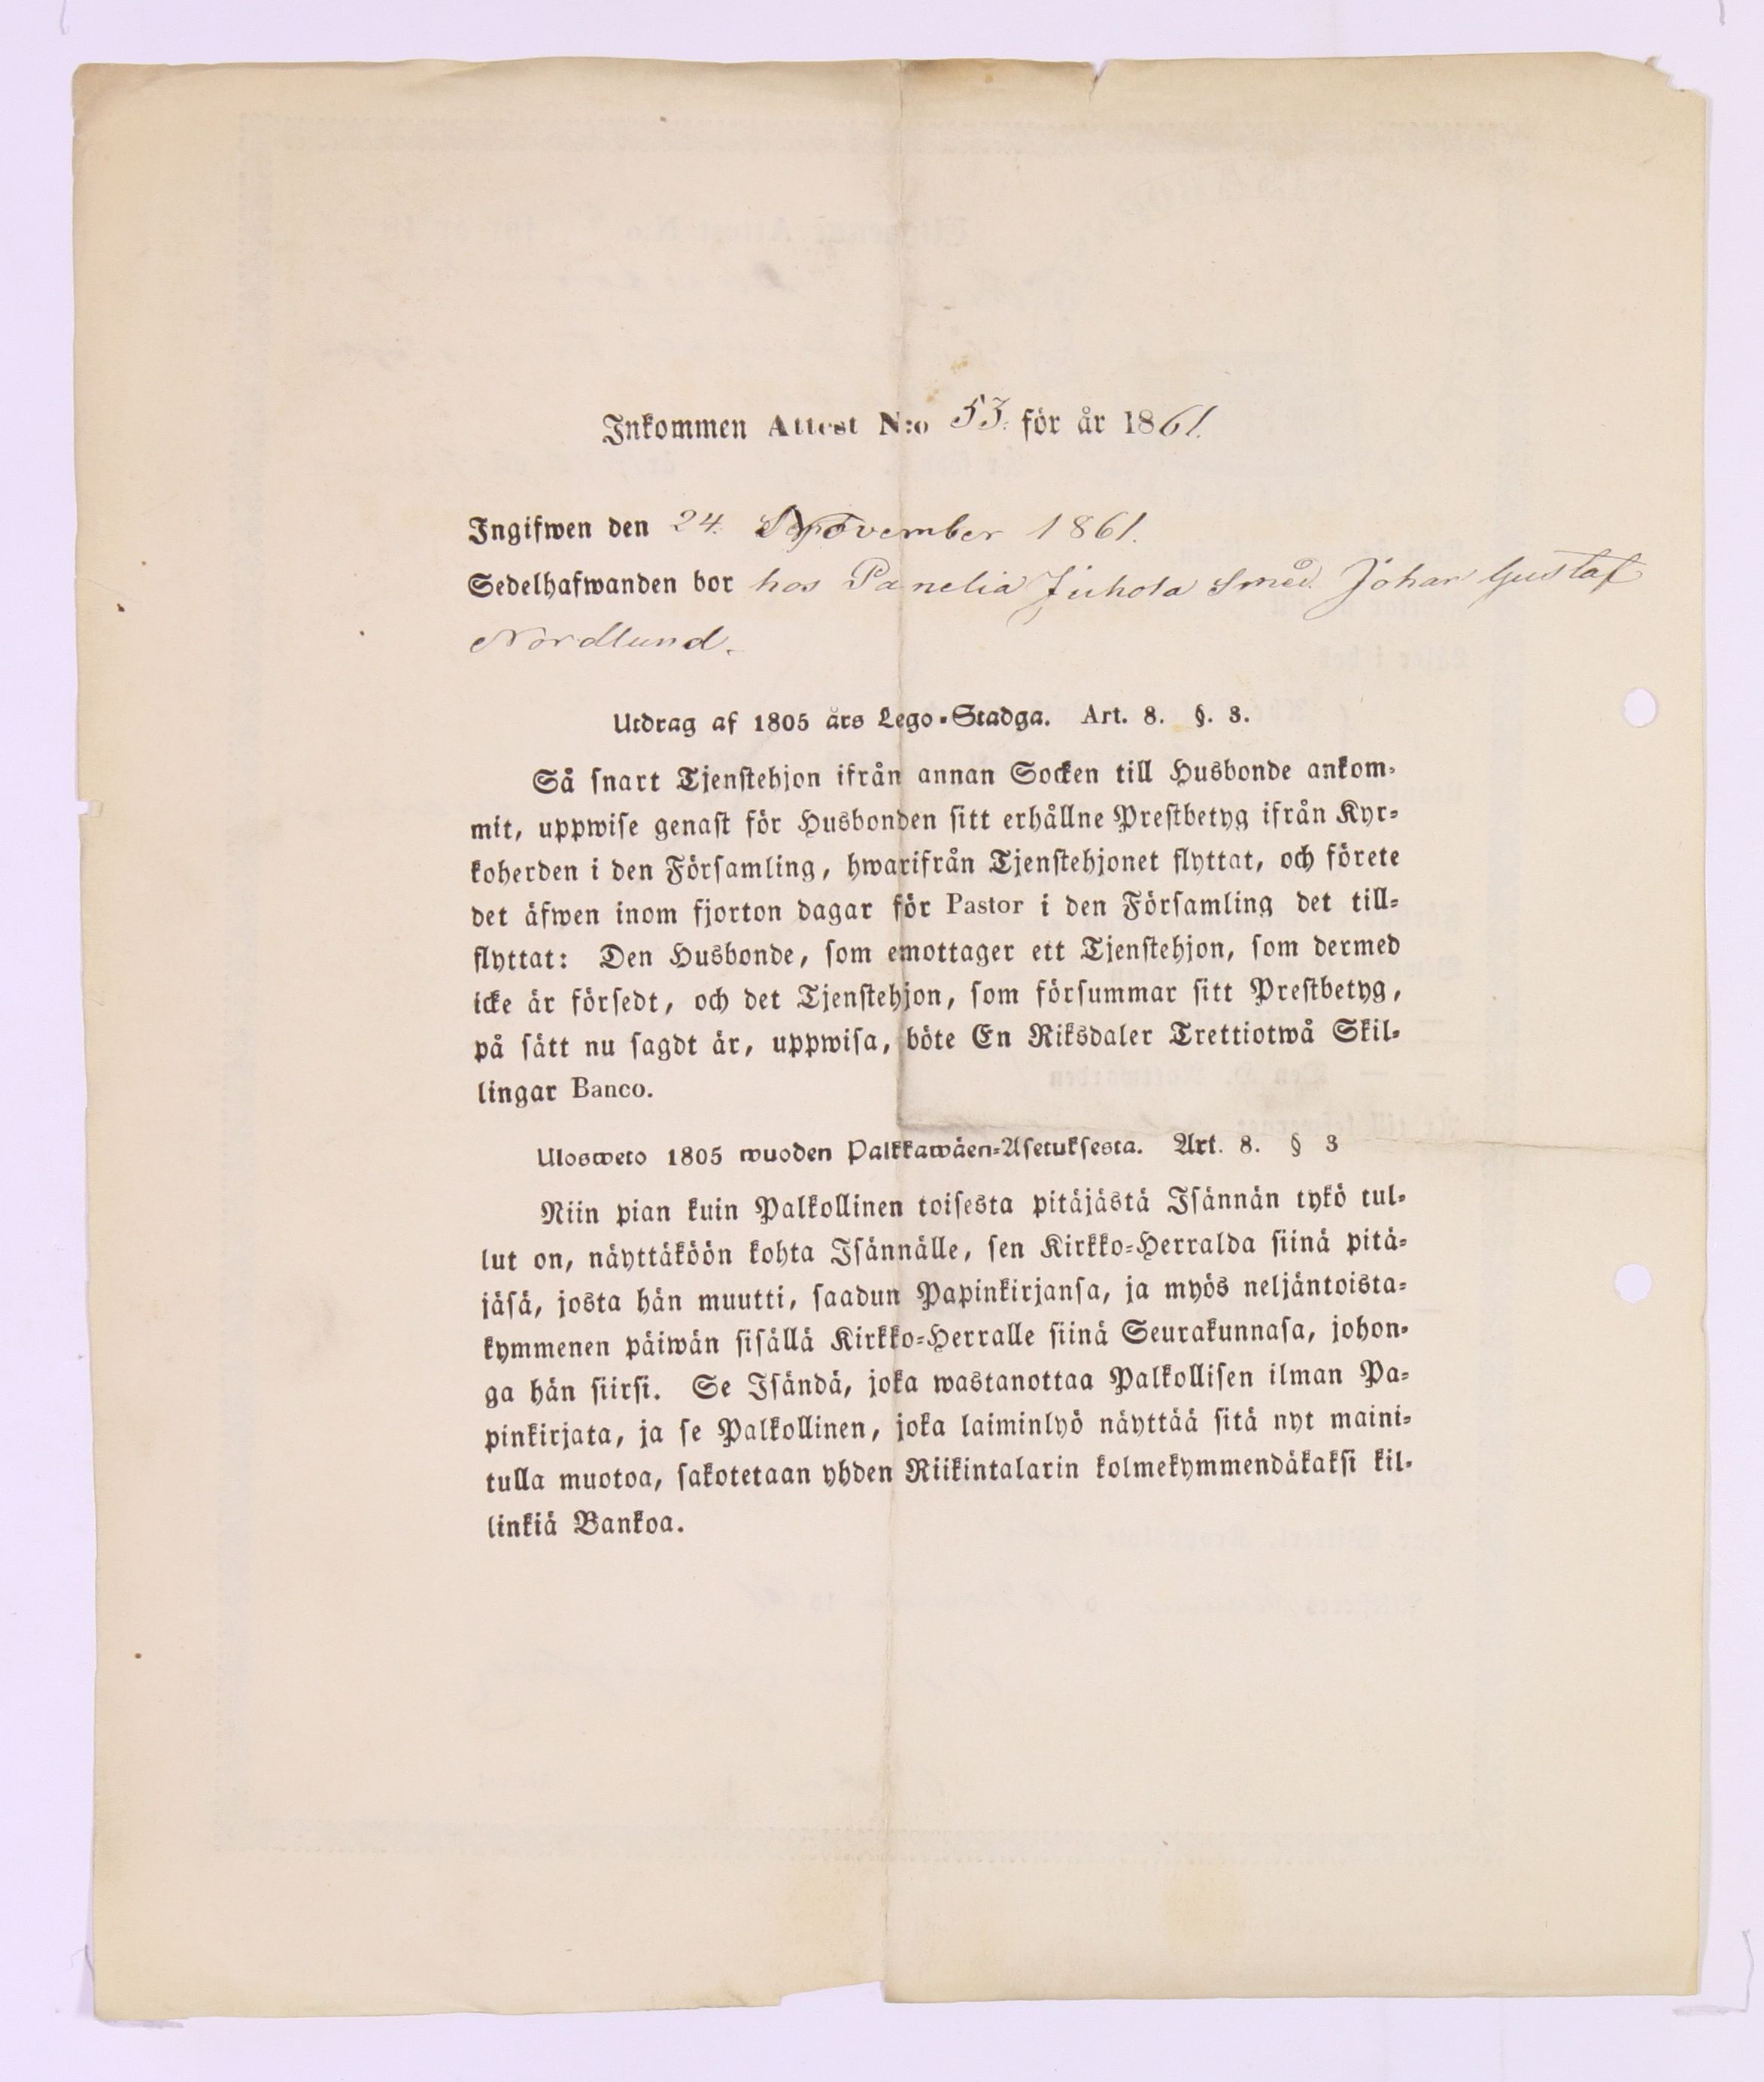 Inkommen Attest N:o 53. för år 1861.
Ingifwen den 24. November 1861.
Sedelhafwanden bor hos Panelia Juhola Smed. Johan Gustaf
Nordlund.
Utdrag af 1805 års Lego-Stadga. Art. 8. §. 3.
Så snart Tjenstehjon ifrån annan Socken till Husbonde ankom-
mit, uppwise genast för Husbonden sitt erhållne Prestbetyg ifrån Kyr-
koherden i den Församling, hwarifrån Tjenstehjonet flyttat, och förete
det äfwen inom fjorton dagar för Pastor i den Församling det till-
flyttat: Den Husbonde, som emottager ett Tjenstehjon, som dermed
icke är försedt, och det Tjenstehjon, som försummar sitt Prestbetyg,
på sätt nu sagdt är, uppwisa, böte En Riksdaler Trettiotwå Skil-
lingar Banco.
Ulosweto 1805 wuoden Palkkawäen-Asetuksesta. Art. 8. § 3
Niin pian kuin Palkollinen toisesta pitäjästä Isännän tykö tul-
lut on, näyttäköön kohta Isännälle, sen Kirkko-Herralda siinä pitä-
jäsä, josta hän muutti, saadun Papinkirjansa, ja myös neljäntoista-
kymmenen päiwän sisällä Kirkko-Herralle siinä Seurakunnasa, johon-
ga hän siirsi. Se Isändä, joka wastanottaa Palkollisen ilman Pa-
pinkirjata, ja se Palkollinen, joka laiminlyö näyttää sitä nyt maini-
tulla muotoa, sakotetaan yhden Riikintalarin kolmekymmendäkaksi kil-
linkiä Bankoa.